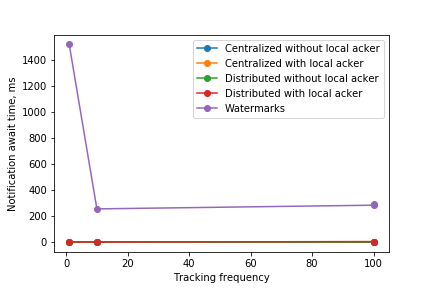 Centralized without local acker
Centralized with local acker
Distributed without local acker
Distributed with local acker
Watermarks
Notification await time, ms
1400
1200
1000
800
600
400
200
0
0 20 40 60 80 100
Tracking frequency